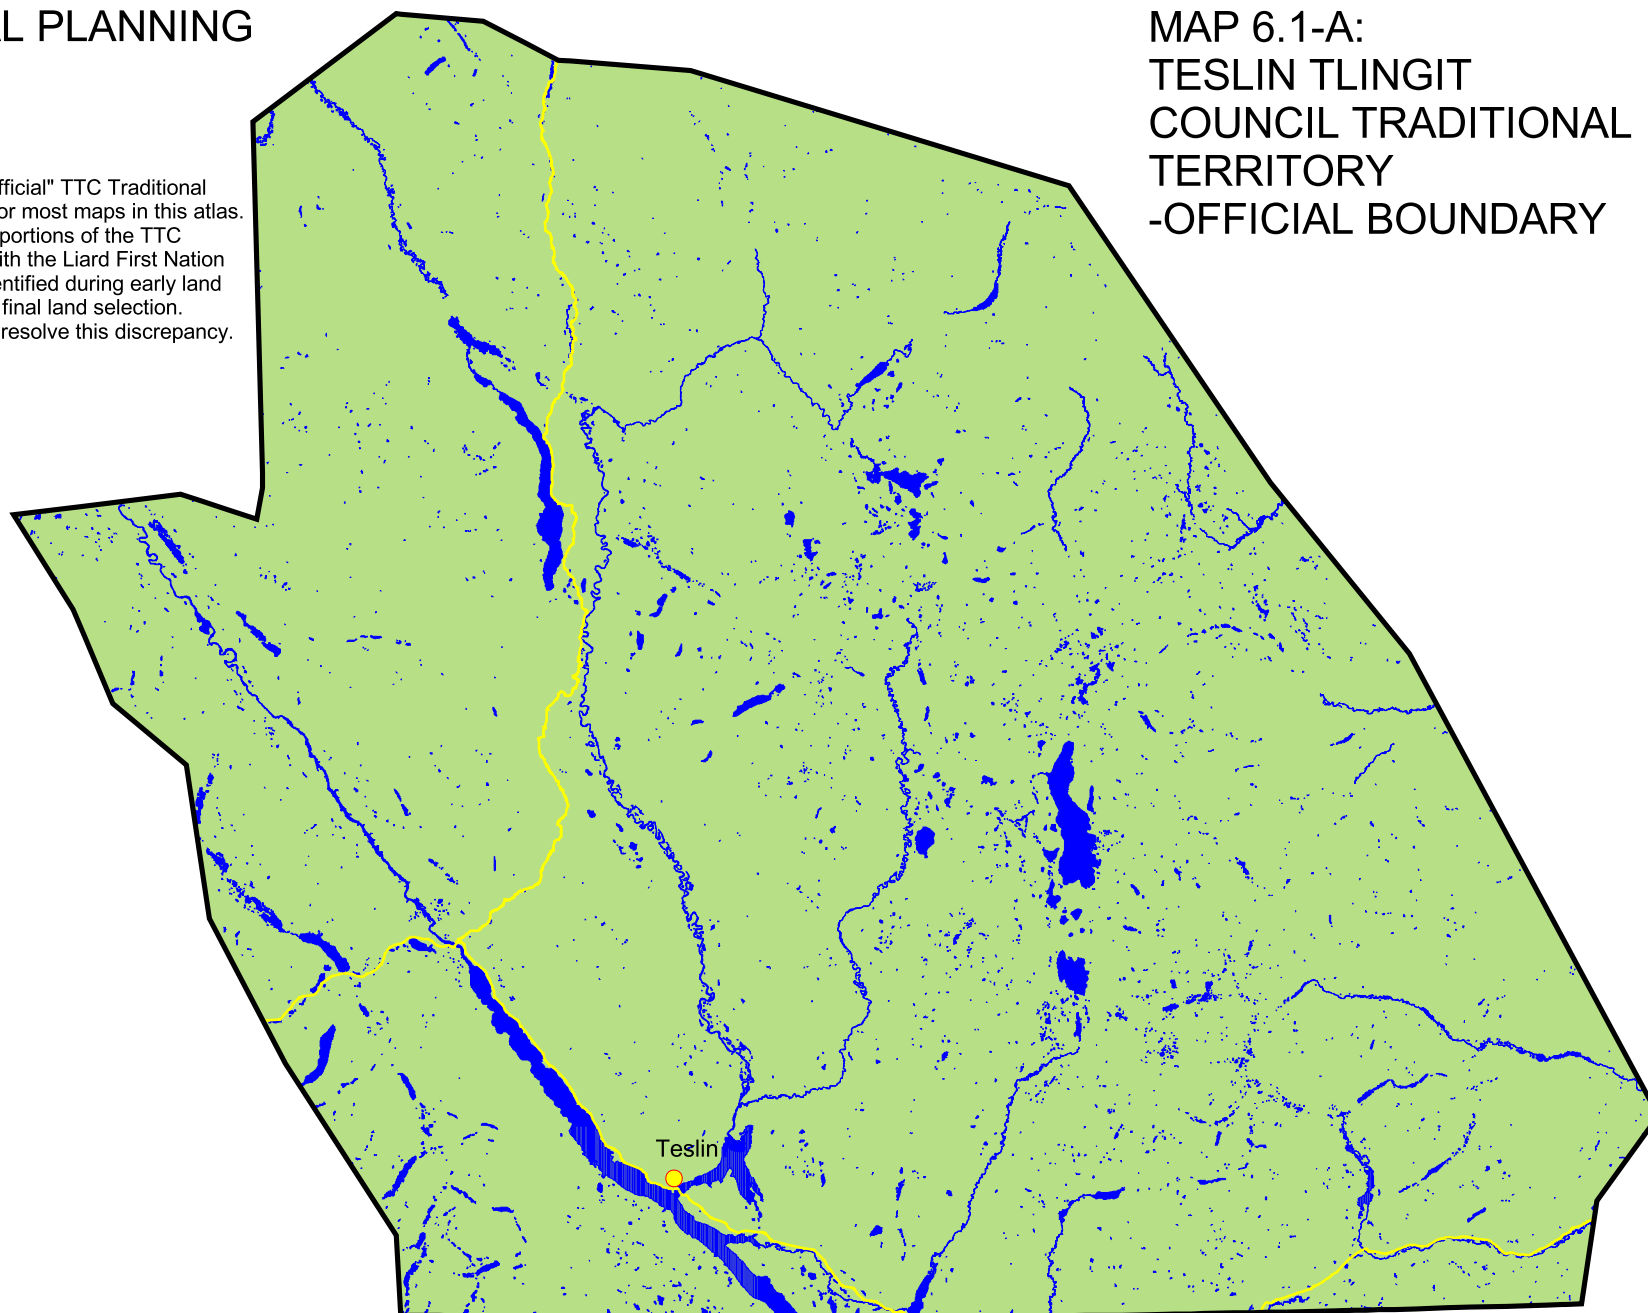 AL PLANNING
MAP 6.1-A:
TESLIN TLINGIT
COUNCIL TRADITIONAL
TERRITORY
-OFFICIAL BOUNDARY
fficial" TTC Traditional
or most maps in this atlas.
portions of the TTC
ith the Liard First Nation
entified during early land
final land selection.
resolve this discrepancy.
Teslin